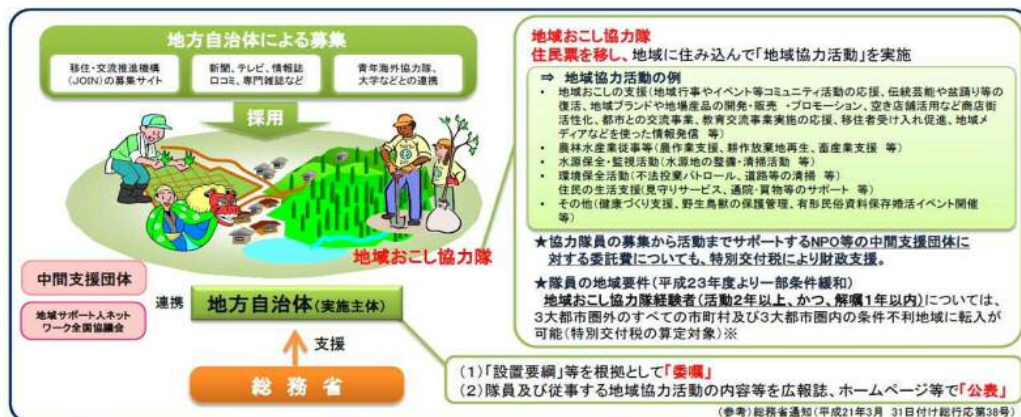 地方自治体による募集
移住・交流推進機構
(JOIN)の募集サイト
新聞、テレビ、情報誌
口コミ、専門雑誌など
青年海外協力隊、
大学などとの連携
採用
地域おこし協力隊
中間支援団体
地域サポート人ネット
ワーク全国協議会
連携
地方自治体(実施主体)
支援
総務省
地域おこし協力隊
住民票を移し、地域に住み込んで「地域協力活動」を実施
⇒ 地域協力活動の例
・ 地域おこしの支援(地域行事やイベント等コミュニティ活動の応援、伝統芸能や盆踊り等の
復活、地域ブランドや地場産品の開発・販売 ・プロモーション、空き店舗活用など商店街
活性化、都市との交流事業、教育交流事業実施の応援、移住者受け入れ促進、地域メ
ディアなどを使った情報発信 等)
・ 農林水産業従事等(農作業支援、耕作放棄地再生、畜産業支援 等)
・ 水源保全・監視活動(水源地の整備・清掃活動 等)
・ 環境保全活動(不法投棄パトロール、道路等の清掃 等)
住民の生活支援(見守りサービス、通院・買物等のサポート 等)
・ その他(健康づくり支援、野生鳥獣の保護管理、有形民俗資料保存婚活イベント開催
等)
★協力隊員の募集から活動までサポートするNPO等の中間支援団体に
対する委託費についても、特別交付税により財政支援。
★隊員の地域要件(平成23年度より一部条件緩和)
地域おこし協力隊経験者(活動2年以上、かつ、解嘱1年以内)については、
3大都市圏外のすべての市町村及び3大都市圏内の条件不利地域に転入が
可能(特別交付税の算定対象)※
(1)「設置要綱」等を根拠として「委嘱」
(2)隊員及び従事する地域協力活動の内容等を広報誌、ホームページ等で「公表」
(参考)総務省通知(平成21年3月 31日付け総行応第38号)